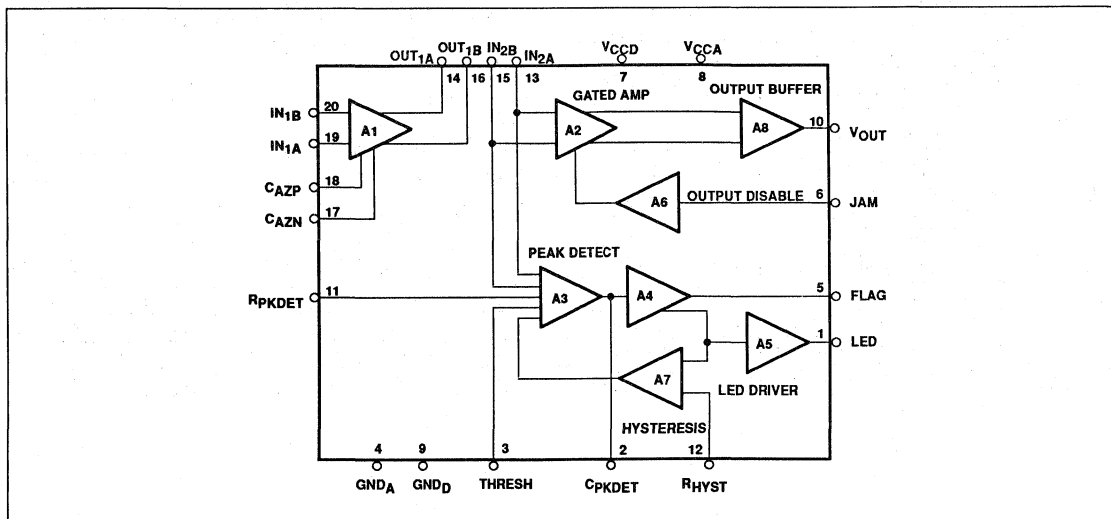 OUT1A OUT1B IN2B IN2A VCCD VCCA
14 16 15 13 7 8
GATED AMP OUTPUT BUFFER
IN1B 20 A1 A2 A8 10 VOUT
IN1A 19
CAZP 18
A6 OUTPUT DISABLE 6 JAM
CAZN 17
PEAK DETECT
RPKDET 11 A3 A4 5 FLAG
A5 1 LED
A7
LED DRIVER
HYSTERESIS
4 9 3 2 12
GNDA GNDD THRESH CPKDET RHYST